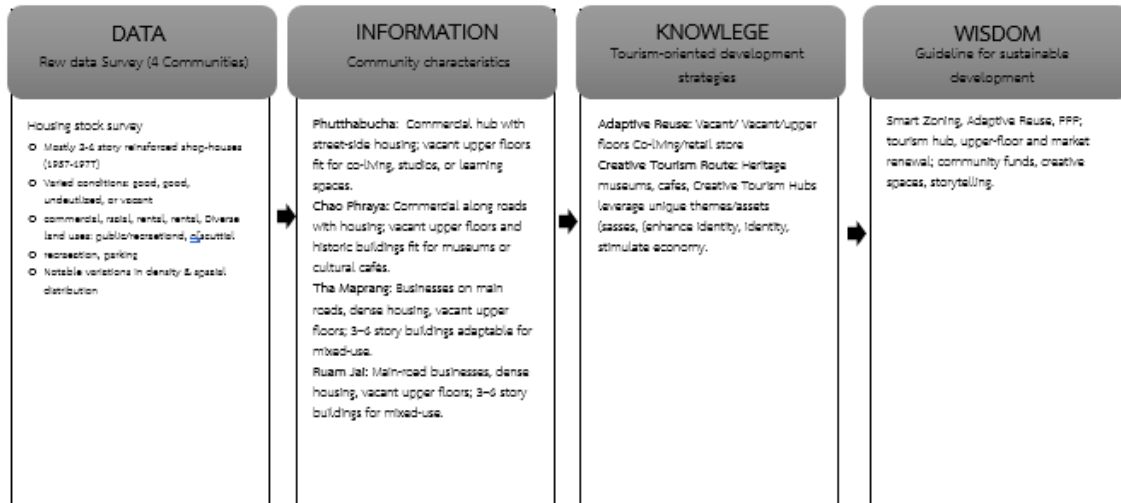 DATA
Raw data Survey (4 Communities)
Housing stock survey
Mostly 3-6 story reinforced shop-houses
(1957-1977)
Varied conditions: good, good,
undeutilized, or vacant
commercial, racial, rental, rental, Diverse
land uses: public/recreetiond,
recraesction, parking
Notable variations in density & spasial
distribution
INFORMATION
Community characteristics
Phutthabucha: Commercial hub with
street-side housing; vacant upper floors
fit for co-living, studios, or learning
spaces.
Chao Phraya: Commercial along roads
with housing; vacant upper floors and
historic buildings fit for museums or
cultural cafés.
Tha Maprang: Businesses on main
roads, dense housing, vacant upper
floors; 3–6 story buildings adaptable for
mixed-use.
Ruam Jai: Main-road businesses, dense
housing, vacant upper floors; 3–6 story
buildings for mixed-use.
KNOWLEGE
Tourism-oriented development
strategies
Adaptive Reuse: Vacant/ Vacant/upper
floors Co-living/retail store
Creative Tourism Route: Heritage
museums, cafes, Creative Tourism Hubs
leverage unique themes/assets
(sasses, (enhance identity, identity,
stimulate economy.
WISDOM
Guideline for sustainable
development
Smart Zoning, Adaptive Reuse, PPP;
tourism hub, upper-floor and market
renewal; community funds, creative
spaces, storytelling.